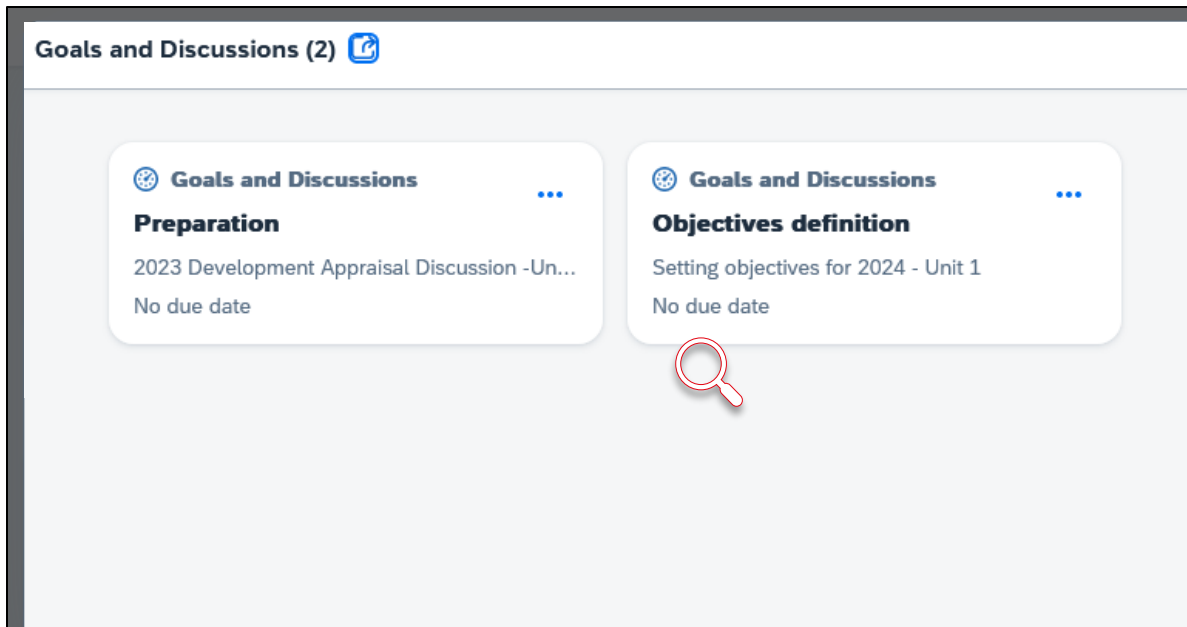 Goals and Discussions (2)
Goals and Discussions
Preparation
2023 Development Appraisal Discussion -Un...
No due date
Goals and Discussions
Objectives definition
Setting objectives for 2024 - Unit 1
No due date